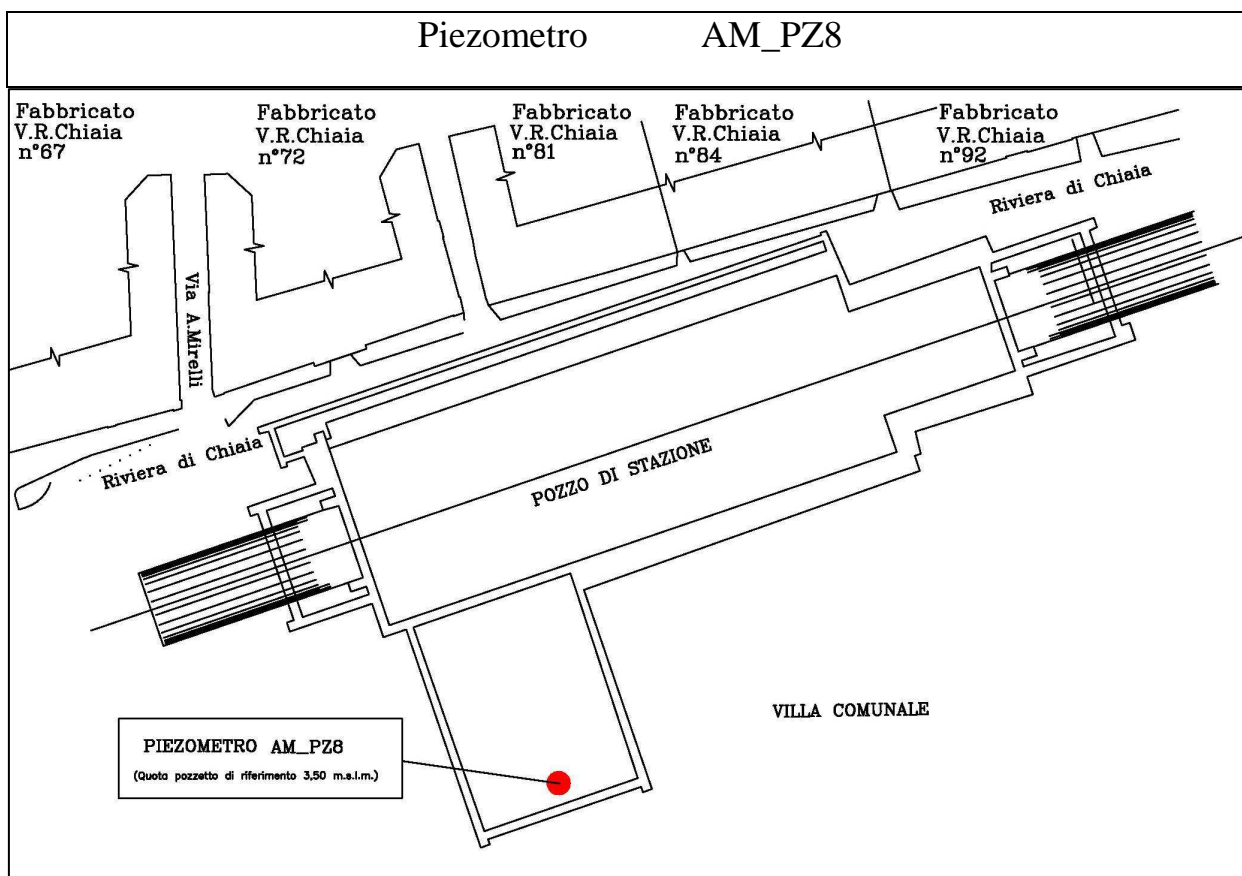 Piezometro AM_PZ8
Fabbricato
V.R.Chiaia
n°67
Fabbricato
V.R.Chiaia
n°72
Fabbricato
V.R.Chiaia
n°81
Fabbricato
V.R.Chiaia
n°84
Fabbricato
V.R.Chiaia
n°92
Riviera di Chiaia
Via A.Mirelli
Riviera di Chiaia
POZZO DI STAZIONE
VILLA COMUNALE
PIEZOMETRO AM_PZ8
(Quota pozzetto di riferimento 3,50 m.s.l.m.)